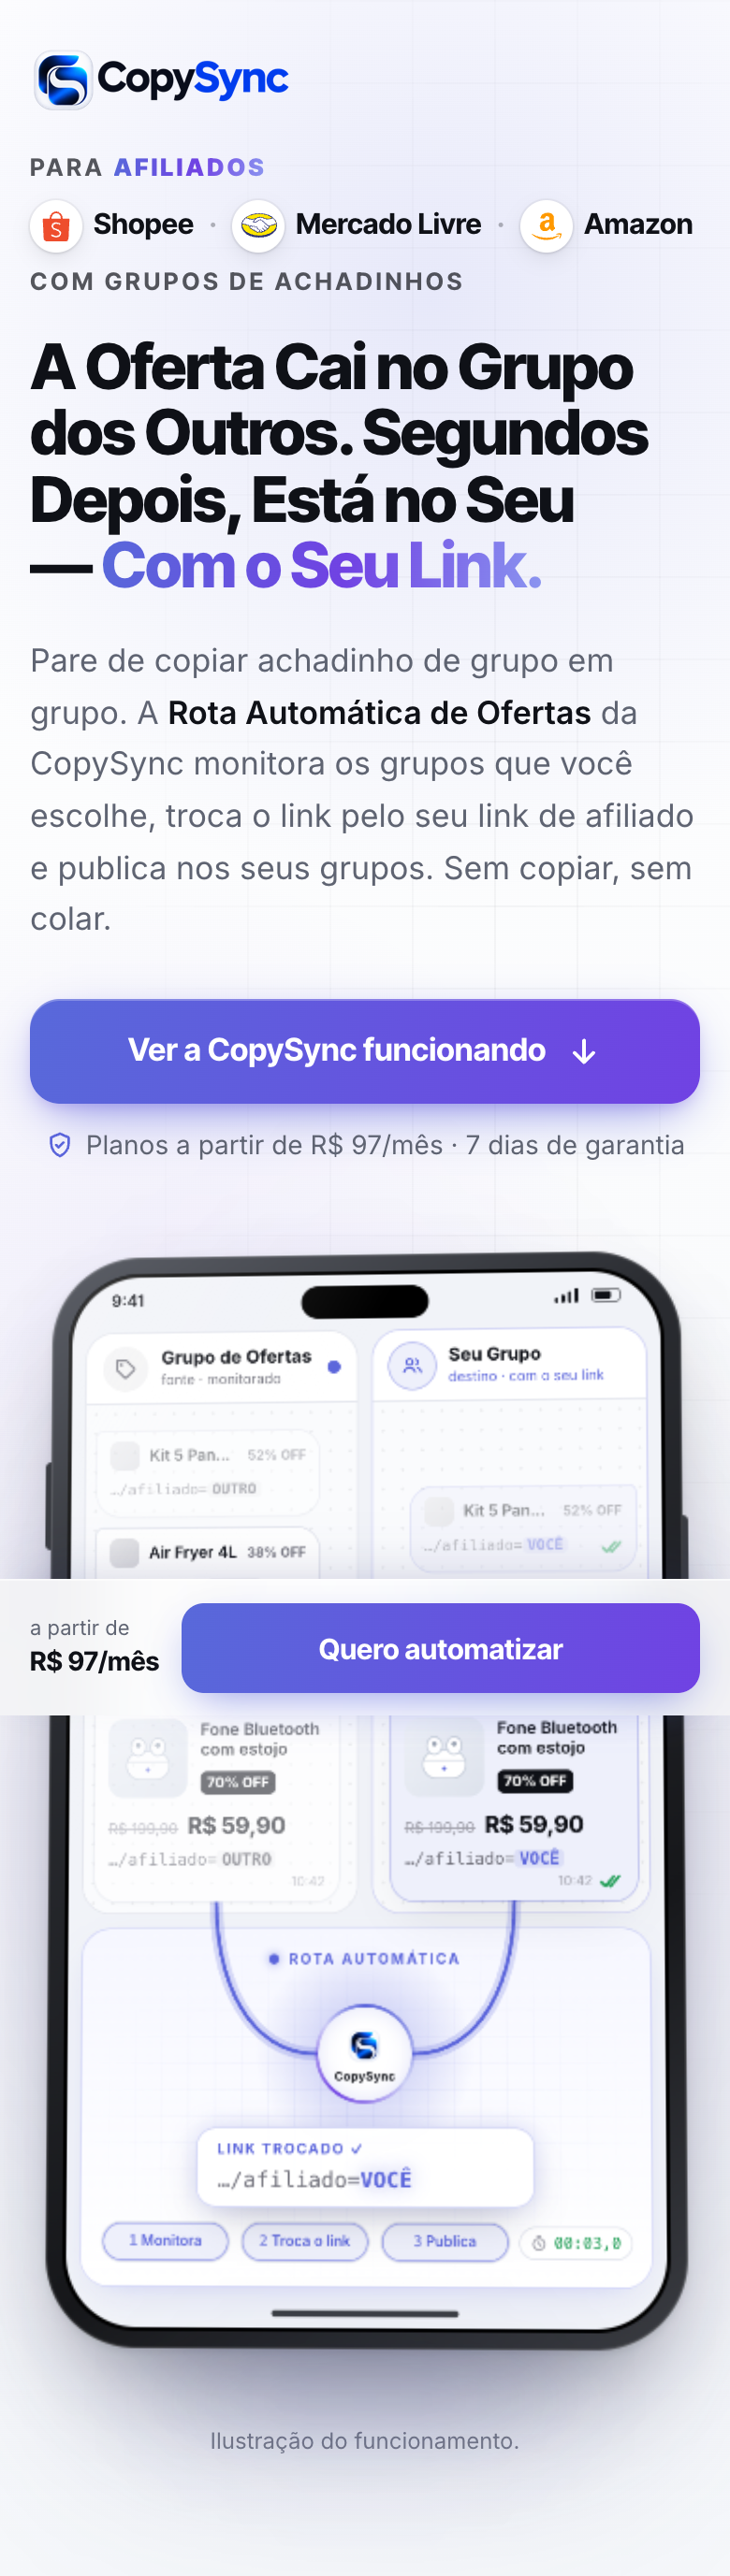 CopySync
PARA AFILIADOS
Shopee · Mercado Livre · Amazon
COM GRUPOS DE ACHADINHOS
A Oferta Cai no Grupo
dos Outros. Segundos
Depois, Está no Seu
— Com o Seu Link.
Pare de copiar achadinho de grupo em
grupo. A Rota Automática de Ofertas da
CopySync monitora os grupos que você
escolhe, troca o link pelo seu link de afiliado
e publica nos seus grupos. Sem copiar, sem
colar.
Ver a CopySync funcionando ↓
Planos a partir de R$ 97/mês · 7 dias de garantia
9:41
Grupo de Ofertas
fonte · monitorada
Seu Grupo
destino · com o seu link
Kit 5 Pan... 52% OFF
…/afiliado=OUTRO
Kit 5 Pan... 52% OFF
…/afiliado=VOCÊ
Air Fryer 4L 38% OFF
a partir de
R$ 97/mês
Quero automatizar
Fone Bluetooth
com estojo
70% OFF
R$ 199,90 R$ 59,90
…/afiliado=OUTRO
10:42
Fone Bluetooth
com estojo
70% OFF
R$ 199,90 R$ 59,90
…/afiliado=VOCÊ
10:42
ROTA AUTOMÁTICA
CopySync
LINK TROCADO ✓
…/afiliado=VOCÊ
1 Monitora
2 Troca o link
3 Publica
00:03,0
Ilustração do funcionamento.